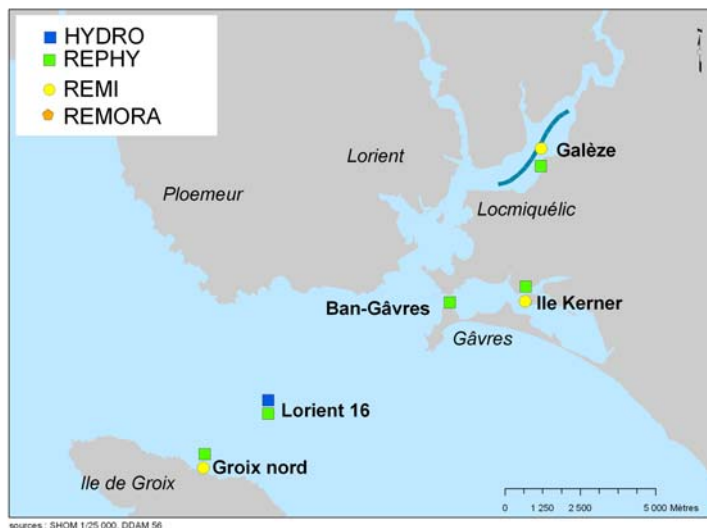 HYDRO
REPHY
REMI
REMORA
Lorient
Galèze
Ploemeur
Locmiquélic
Ban-Gâvres
Ile Kerner
Gâvres
Lorient 16
Groix nord
Ile de Groix
0 1 250 2 500 5 000 Mètres
sources : SHOM 1/25 000, DDAM 56